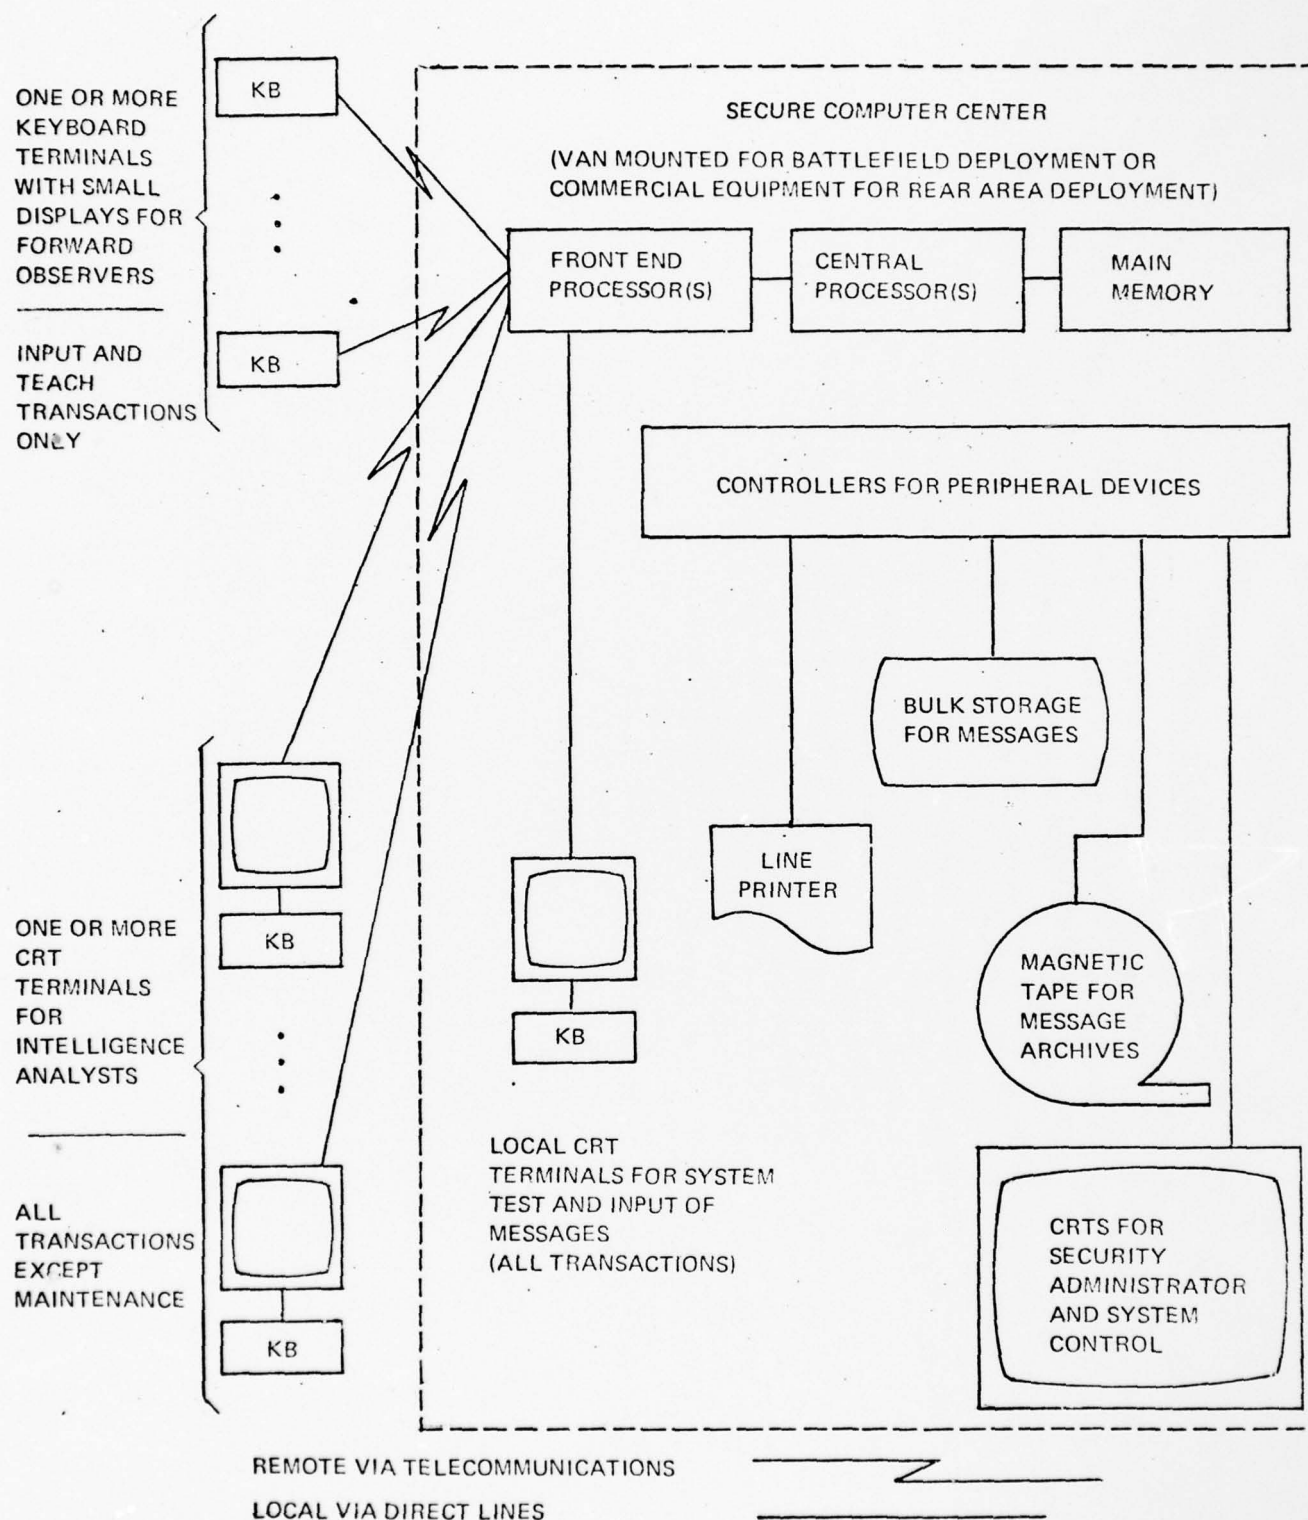 ONE OR MORE
KEYBOARD
TERMINALS
WITH SMALL
DISPLAYS FOR
FORWARD
OBSERVERS
INPUT AND
TEACH
TRANSACTIONS
ONLY
KB
KB
SECURE COMPUTER CENTER
(VAN MOUNTED FOR BATTLEFIELD DEPLOYMENT OR
COMMERCIAL EQUIPMENT FOR REAR AREA DEPLOYMENT)
FRONT END
PROCESSOR(S)
CENTRAL
PROCESSOR(S)
MAIN
MEMORY
CONTROLLERS FOR PERIPHERAL DEVICES
BULK STORAGE
FOR MESSAGES
LINE
PRINTER
MAGNETIC
TAPE FOR
MESSAGE
ARCHIVES
ONE OR MORE
CRT
TERMINALS
FOR
INTELLIGENCE
ANALYSTS
ALL
TRANSACTIONS
EXCEPT
MAINTENANCE
KB
KB
KB
LOCAL CRT
TERMINALS FOR SYSTEM
TEST AND INPUT OF
MESSAGES
(ALL TRANSACTIONS)
CRTS FOR
SECURITY
ADMINISTRATOR
AND SYSTEM
CONTROL
REMOTE VIA TELECOMMUNICATIONS
LOCAL VIA DIRECT LINES